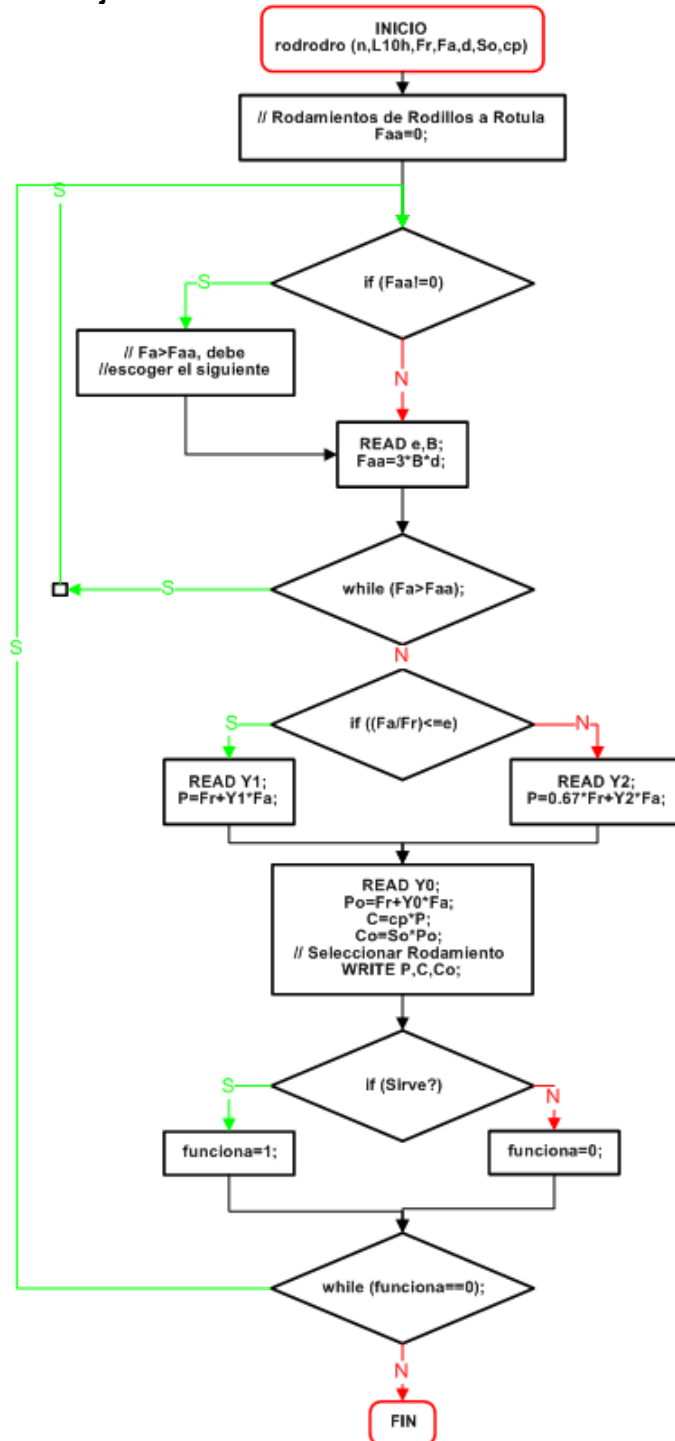 INICIO
rodrodro (n,L10h,Fr,Fa,d,So,cp)
// Rodamientos de Rodillos a Rotula
Faa=0;
S
if (Faa!=0)
S
// Fa>Faa, debe
//escoger el siguiente
N
READ e,B;
Faa=3*B*d;
while (Fa>Faa);
S
S
N
if ((Fa/Fr)<=e)
S
N
READ Y1;
P=Fr+Y1*Fa;
READ Y2;
P=0.67*Fr+Y2*Fa;
READ Y0;
Po=Fr+Y0*Fa;
C=cp*P;
Co=So*Po;
// Seleccionar Rodamiento
WRITE P,C,Co;
if (Sirve?)
S
N
funciona=1;
funciona=0;
while (funciona==0);
N
FIN